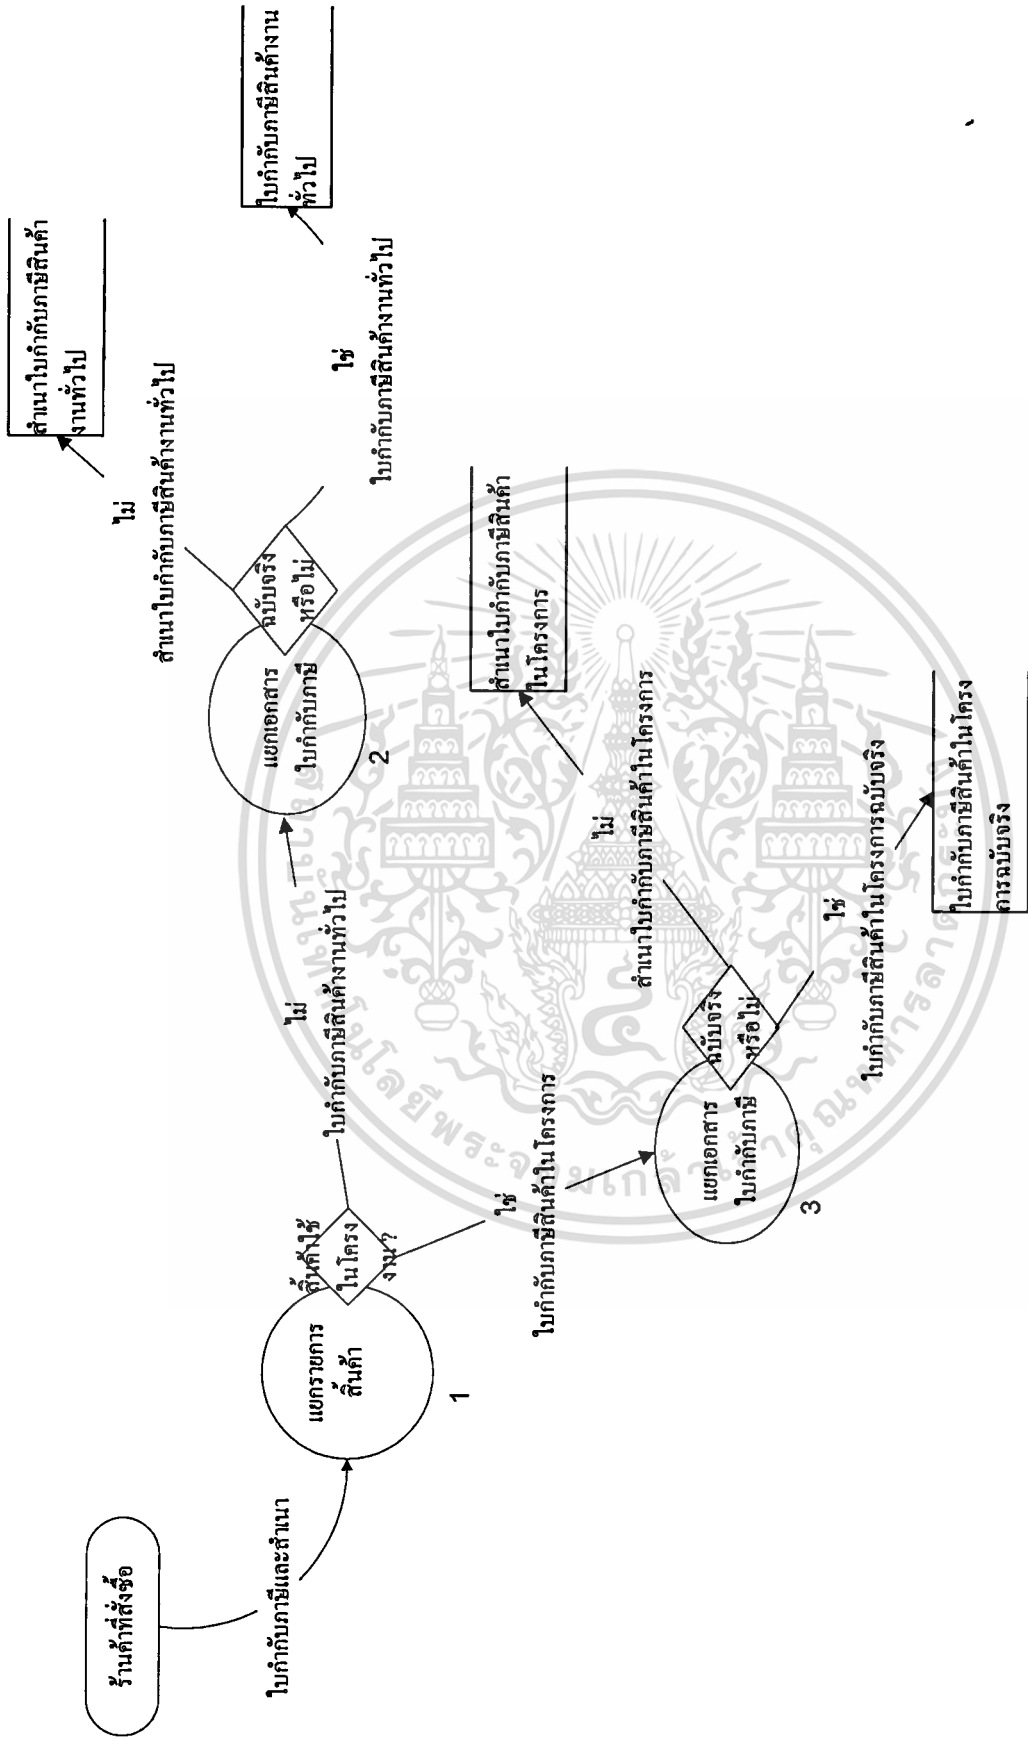 ร้านค้าที่สั่งซื้อ
ใบกำกับภาษีและสำเนา
แยกรายการ
สินค้า
1
สินค้าใช้
ในโครง
งาน?
ไม่
ใบกำกับภาษีสินค้างานทั่วไป
ใช่
ใบกำกับภาษีสินค้าในโครงการ
แยกเอกสาร
ใบกำกับภาษี
2
ฉบับจริง
หรือไม่
ไม่
สำเนาใบกำกับภาษีสินค้างานทั่วไป
สำเนาใบกำกับภาษีสินค้า
งานทั่วไป
ใช่
ใบกำกับภาษีสินค้างานทั่วไป
ใบกำกับภาษีสินค้างาน
ทั่วไป
แยกเอกสาร
ใบกำกับภาษี
3
ฉบับจริง
หรือไม่
ไม่
สำเนาใบกำกับภาษีสินค้าในโครงการ
สำเนาใบกำกับภาษีสินค้า
ในโครงการ
ใช่
ใบกำกับภาษีสินค้าในโครงการฉบับจริง
ใบกำกับภาษีสินค้าในโครง
การฉบับจริง